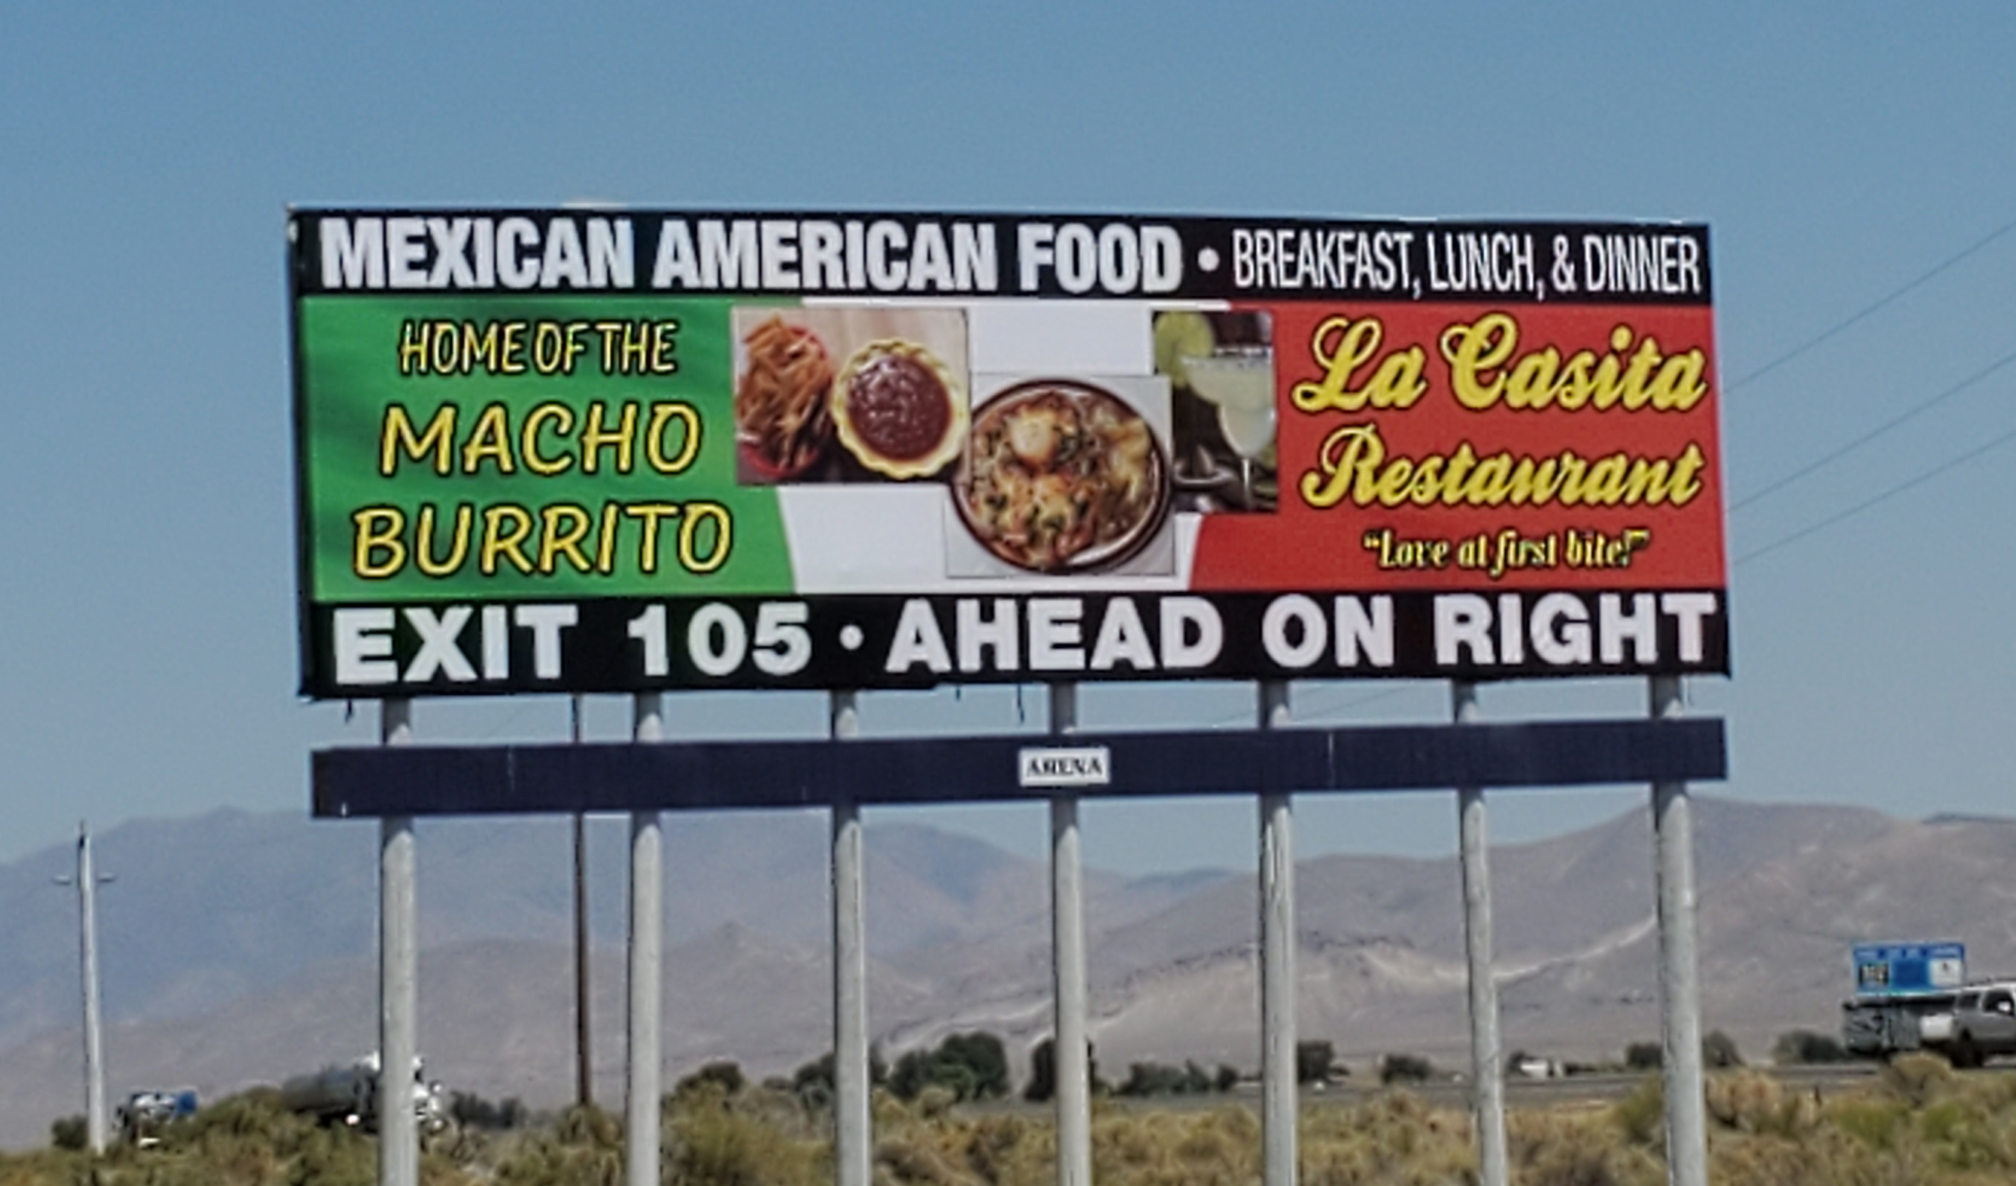 MEXICAN AMERICAN FOOD • BREAKFAST, LUNCH, & DINNER
HOME OF THE
MACHO
BURRITO
La Casita
Restaurant
"Love at first bite!"
EXIT 105 • AHEAD ON RIGHT
ARENA